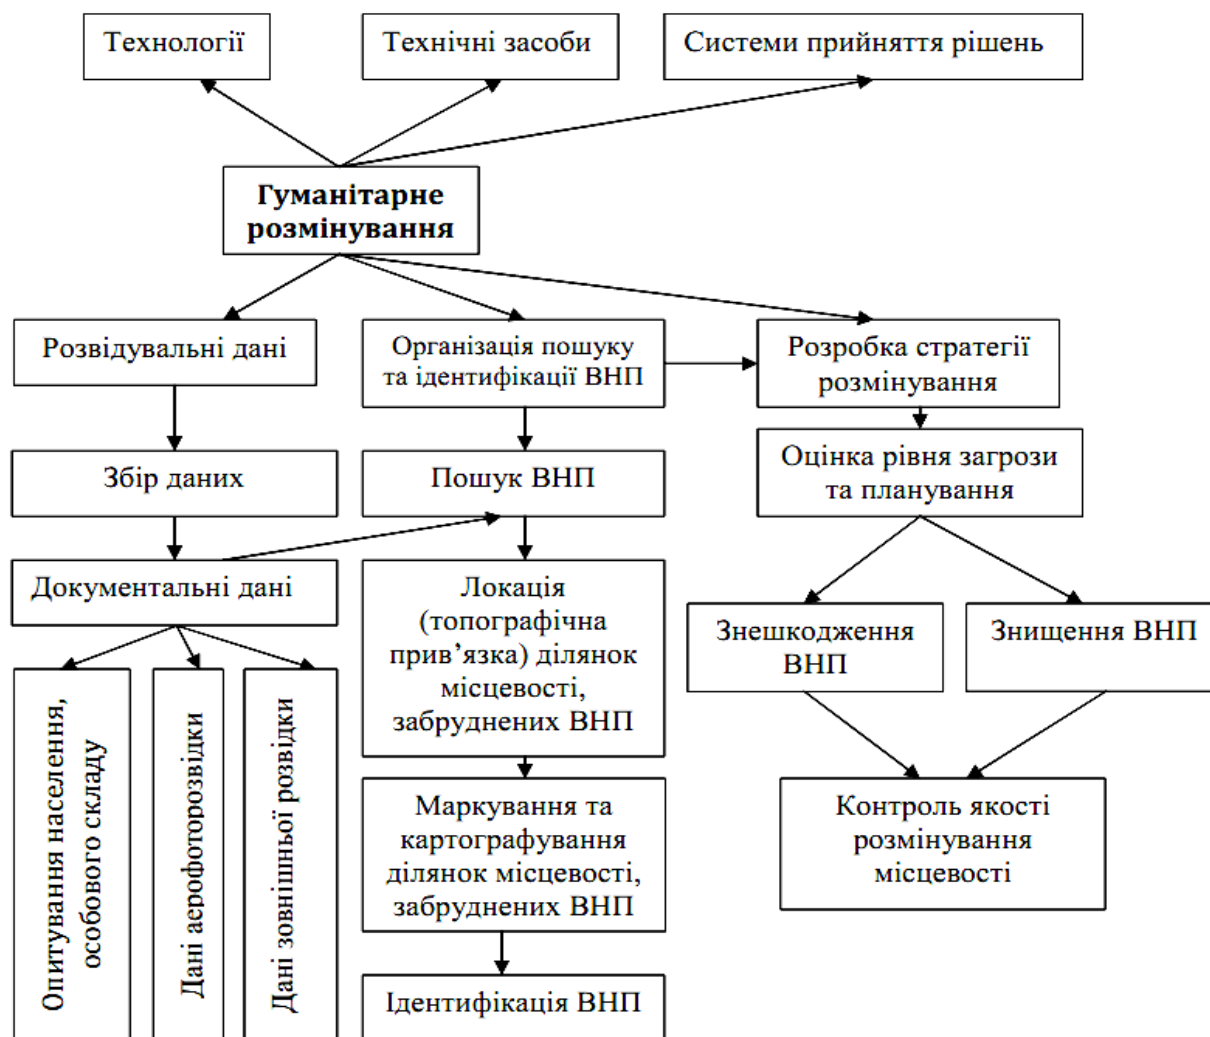 Технології
Технічні засоби
Системи прийняття рішень
Гуманітарне
розмінування
Розвідувальні дані
Організація пошуку
та ідентифікації ВНП
Розробка стратегії
розмінування
Збір даних
Пошук ВНП
Оцінка рівня загрози
та планування
Документальні дані
Локація
(топографічна
прив’язка) ділянок
місцевості,
забруднених ВНП
Знешкодження
ВНП
Знищення ВНП
Опитування населення,
особового складу
Дані аерофоторозвідки
Дані зовнішньої розвідки
Маркування та
картографування
ділянок місцевості,
забруднених ВНП
Контроль якості
розмінування
місцевості
Ідентифікація ВНП